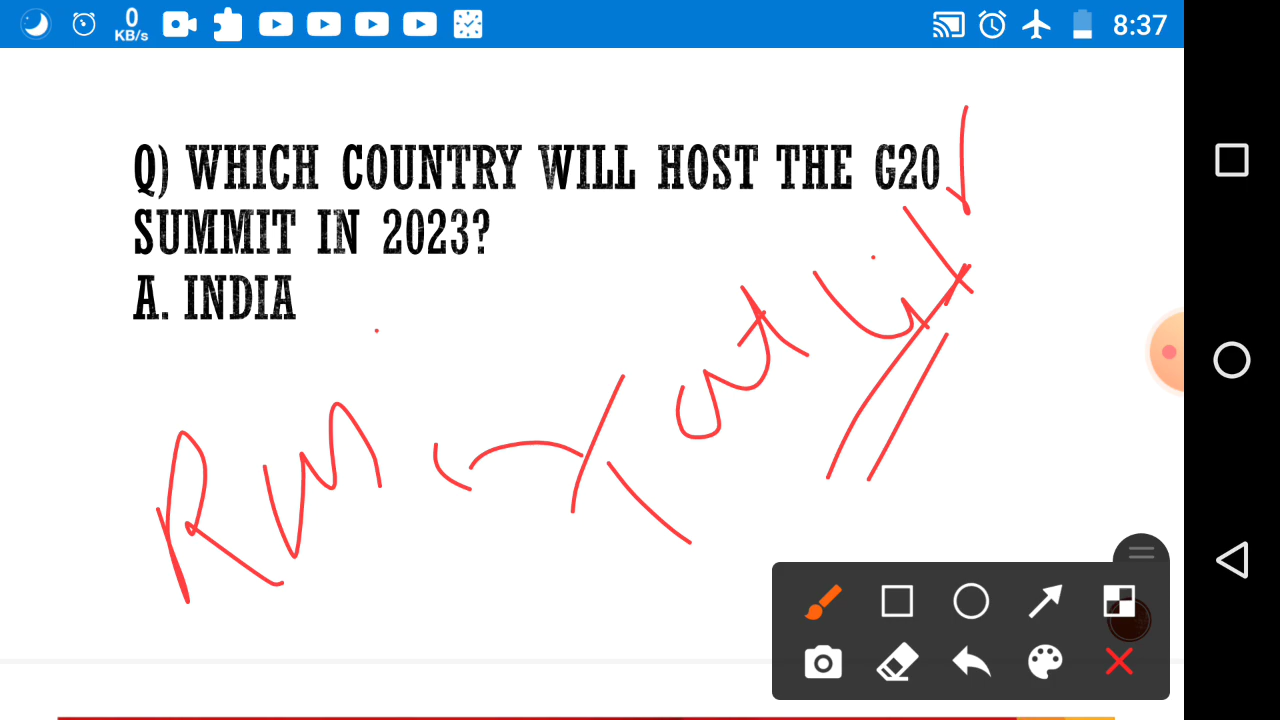 0
KB/s
8:37
Q) WHICH COUNTRY WILL HOST THE G20
SUMMIT IN 2023?
A. INDIA